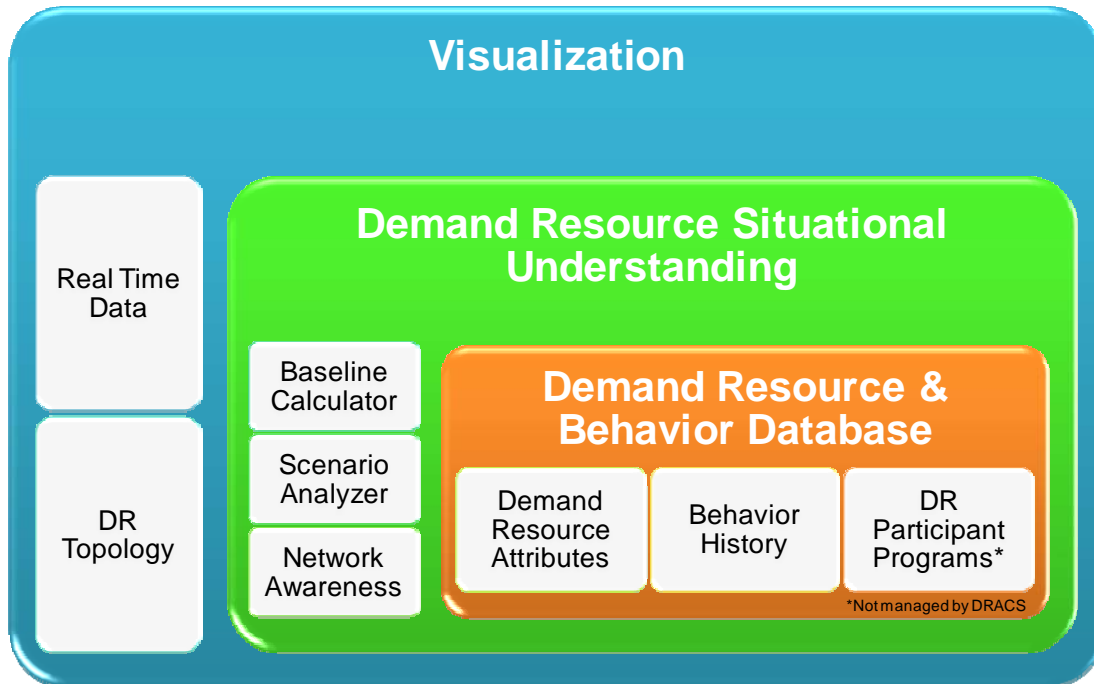 Visualization
Real Time
Data
DR
Topology
Demand Resource Situational
Understanding
Baseline
Calculator
Scenario
Analyzer
Network
Awareness
Demand Resource &
Behavior Database
Demand
Resource
Attributes
Behavior
History
DR
Participant
Programs*
*Not managed by DRACS